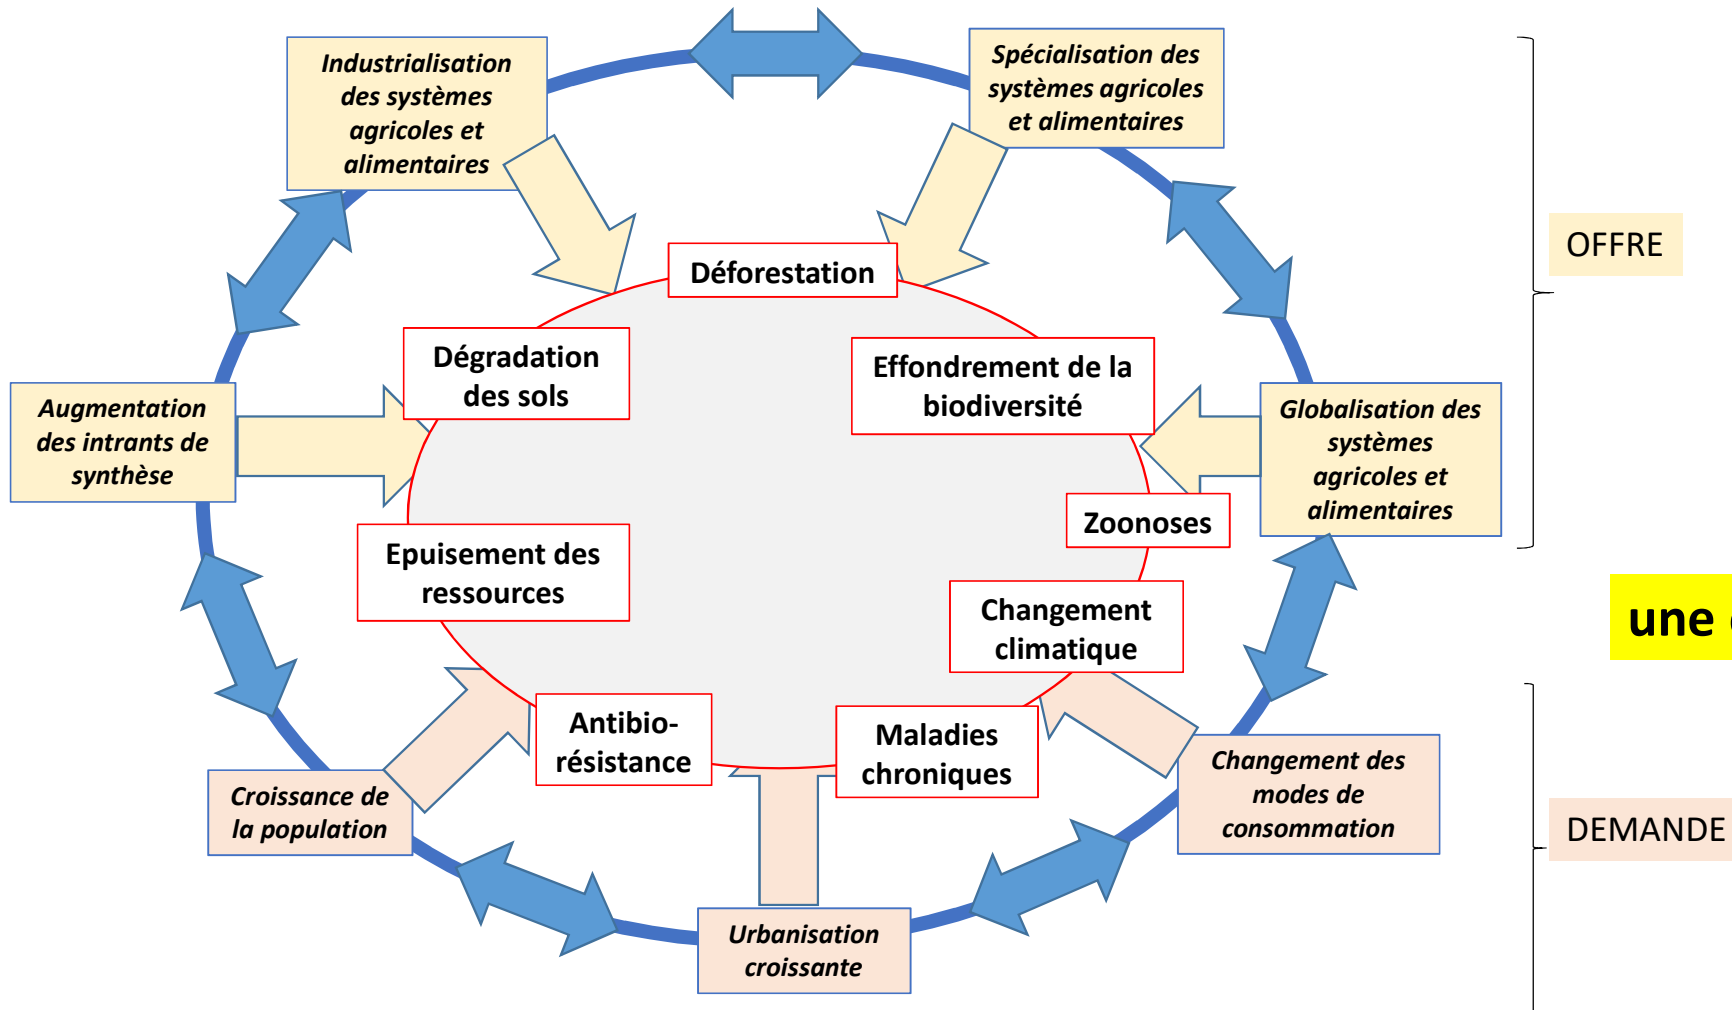 Industrialisation
des systèmes
agricoles et
alimentaires
Spécialisation des
systèmes agricoles
et alimentaires
OFFRE
Déforestation
Dégradation
des sols
Effondrement de la
biodiversité
Augmentation
des intrants de
synthèse
Globalisation des
systèmes
agricoles et
alimentaires
Zoonoses
Epuisement des
ressources
Changement
climatique
une
Antibio-
résistance
Maladies
chroniques
Croissance de
la population
Changement des
modes de
consommation
DEMANDE
Urbanisation
croissante